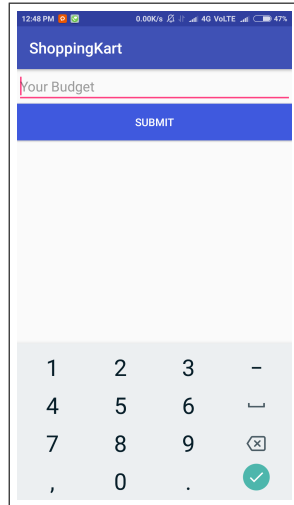 12:48 PM 0.00K/s 4G VoLTE 47%
ShoppingKart
Your Budget
SUBMIT
1 2 3 -
4 5 6
7 8 9
, 0 .